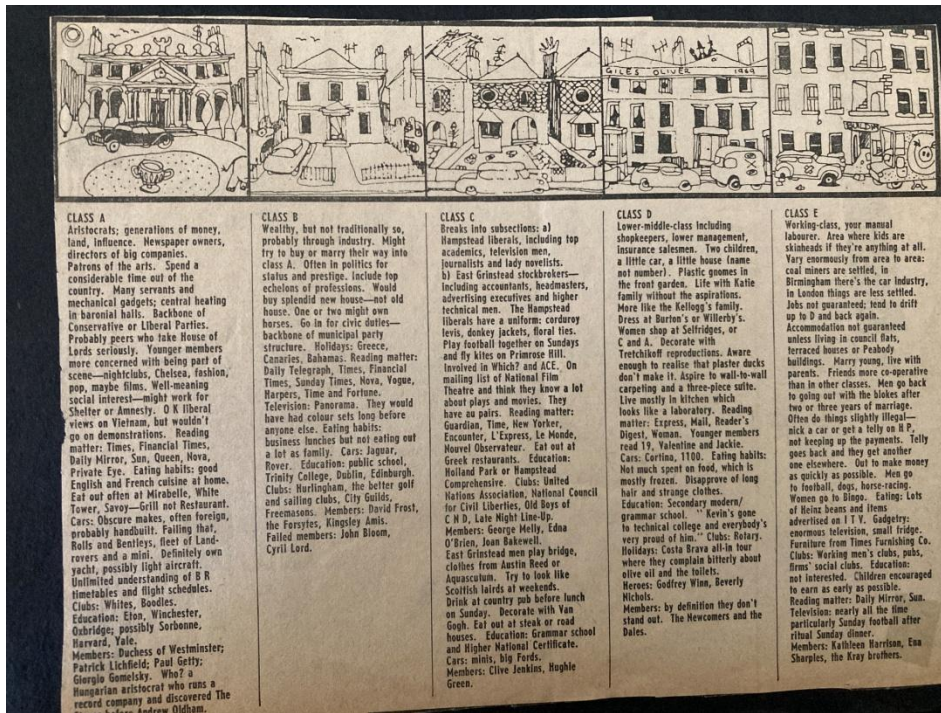 GILES OLIVER 1969
CLASS A
Aristocrats; generations of money,
land, influence. Newspaper owners,
directors of big companies.
Patrons of the arts. Spend a
considerable time out of the
country. Many servants and
mechanical gadgets; central heating
in baronial halls. Backbone of
Conservative or Liberal Parties.
Probably peers who take House of
Lords seriously. Younger members
more concerned with being part of
scene—nightclubs, Chelsea, fashion,
pop, maybe films. Well-meaning
social interest—might work for
Shelter or Amnesty. O K liberal
views on Vietnam, but wouldn't
go on demonstrations. Reading
matter: Times, Financial Times,
Daily Mirror, Sun, Queen, Nova,
Private Eye. Eating habits: good
English and French cuisine at home.
Eat out often at Mirabelle, White
Tower, Savoy—Grill not Restaurant.
Cars: Obscure makes, often foreign,
probably handbuilt. Failing that,
Rolls and Bentleys, fleet of Land-
rovers and a mini. Definitely own
yacht, possibly light aircraft.
Unlimited understanding of B R
timetables and flight schedules.
Clubs: Whites, Boodles.
Education: Eton, Winchester,
Oxbridge; possibly Sorbonne,
Harvard, Yale.
Members: Duchess of Westminster;
Patrick Lichfield; Paul Getty;
Giorgio Gomelsky. Who? a
Hungarian aristocrat who runs a
record company and discovered The
before Andrew Oldham.
CLASS B
Wealthy, but not traditionally so,
probably through industry. Might
try to buy or marry their way into
class A. Often in politics for
status and prestige. include top
echelons of professions. Would
buy splendid new house—not old
house. One or two might own
horses. Go in for civic duties—
backbone of municipal party
structure. Holidays: Greece,
Canaries, Bahamas. Reading matter:
Daily Telegraph, Times, Financial
Times, Sunday Times, Nova, Vogue,
Harpers, Time and Fortune.
Television: Panorama. They would
have had colour sets long before
anyone else. Eating habits:
business lunches but not eating out
a lot as family. Cars: Jaguar,
Rover. Education: public school,
Trinity College, Dublin, Edinburgh.
Clubs: Hurlingham, the better golf
and sailing clubs, City Guilds,
Freemasons. Members: David Frost,
the Forsytes, Kingsley Amis.
Failed members: John Bloom,
Cyril Lord.
CLASS C
Breaks into subsections: a)
Hampstead liberals, including top
academics, television men,
journalists and lady novelists.
b) East Grinstead stockbrokers—
including accountants, headmasters,
advertising executives and higher
technical men. The Hampstead
liberals have a uniform: corduroy
levis, donkey jackets, floral ties.
Play football together on Sundays
and fly kites on Primrose Hill.
Involved in Which? and ACE. On
mailing list of National Film
Theatre and think they know a lot
about plays and movies. They
have au pairs. Reading matter:
Guardian, Time, New Yorker,
Encounter, L'Express, Le Monde,
Nouvel Observateur. Eat out at
Greek restaurants. Education:
Holland Park or Hampstead
Comprehensive. Clubs: United
Nations Association, National Council
for Civil Liberties, Old Boys of
C N D, Late Night Line-Up.
Members: George Melly, Edna
O'Brien, Joan Bakewell.
East Grinstead men play bridge,
clothes from Austin Reed or
Aquascutum. Try to look like
Scottish lairds at weekends.
Drink at country pub before lunch
on Sunday. Decorate with Van
Gogh. Eat out at steak or road
houses. Education: Grammar school
and Higher National Certificate.
Cars: minis, big Fords.
Members: Clive Jenkins, Hughie
Green.
CLASS D
Lower-middle-class including
shopkeepers, lower management,
insurance salesmen. Two children,
a little car, a little house (name
not number). Plastic gnomes in
the front garden. Life with Katie
family without the aspirations.
More like the Kellogg's family.
Dress at Burton's or Willerby's.
Women shop at Selfridges, or
C and A. Decorate with
Tretchikoff reproductions. Aware
enough to realise that plaster ducks
don't make it. Aspire to wall-to-wall
carpeting and a three-piece suite.
Live mostly in kitchen which
looks like a laboratory. Reading
matter: Express, Mail, Reader's
Digest, Woman. Younger members
read 19, Valentine and Jackie.
Cars: Cortina, 1100. Eating habits:
Not much spent on food, which is
mostly frozen. Disapprove of long
hair and strange clothes.
Education: Secondary modern/
grammar school. "Kevin's gone
to technical college and everybody's
very proud of him." Clubs: Rotary.
Holidays: Costa Brava all-in tour
where they complain bitterly about
olive oil and the toilets.
Heroes: Godfrey Winn, Beverly
Nichols.
Members: by definition they don't
stand out. The Newcomers and the
Dales.
CLASS E
Working-class, your manual
labourer. Area where kids are
skinheads if they're anything at all.
Vary enormously from area to area:
coal miners are settled, in
Birmingham there's the car industry,
in London things are less settled.
Jobs not guaranteed; tend to drift
up to D and back again.
Accommodation not guaranteed
unless living in council flats,
terraced houses or Peabody
buildings. Marry young, live with
parents. Friends more co-operative
than in other classes. Men go back
to going out with the blokes after
two or three years of marriage.
Often do things slightly illegal—
nick a car or get a telly on H P,
not keeping up the payments. Telly
goes back and they get another
one elsewhere. Out to make money
as quickly as possible. Men go
to football, dogs, horse-racing.
Women go to Bingo. Eating: Lots
of Heinz beans and items
advertised on I T V. Gadgetry:
enormous television, small fridge.
Furniture from Times Furnishing Co.
Clubs: Working men's clubs, pubs,
firms' social clubs. Education:
not interested. Children encouraged
to earn as early as possible.
Reading matter: Daily Mirror, Sun.
Television: nearly all the time
particularly Sunday football after
ritual Sunday dinner.
Members: Kathleen Harrison, Ena
Sharples, the Kray brothers.